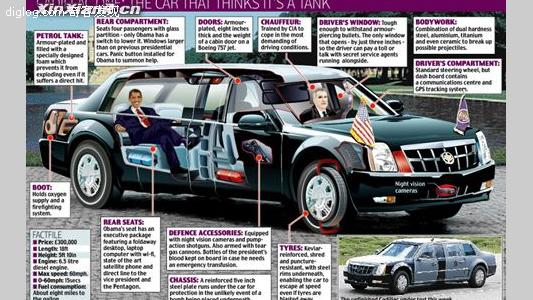 digleg
xinxianet.cn
THE CAR THAT THINKS IT'S A TANK
PETROL TANK:
Armour-plated and
filled with a
specially designed
foam which
prevents it from
exploding even if it
suffers a direct hit.
REAR COMPARTMENT:
Seats four passengers with glass
partition - only Obama has a
switch to lower it. Windows larger
than on previous presidential
cars. Panic button installed for
Obama to summon help.
DOORS: Armour-
plated, eight inches
thick and the weight
of a cabin door on a
Boeing 757 jet.
CHAUFFEUR:
Trained by CIA to
cope in the most
demanding of
driving conditions.
DRIVER'S WINDOW: Tough
enough to withstand armour-
piercing bullets. The only window
that opens - by just three inches -
so the driver can pay a toll or
talk with secret service agents
running alongside.
BODYWORK:
Combination of dual hardness
steel, aluminium, titanium
and even ceramic to break up
possible projectiles.
DRIVER'S COMPARTMENT:
Standard steering wheel, but
dash board contains
a communications centre and
GPS tracking system.
BOOT:
Holds oxygen
supply and a
firefighting
system.
Night vision
cameras
FACTFILE
Price: £300,000
Length: 18ft
Height: 5ft 10in
Engine: 6.5 litre
diesel engine.
Max speed: 60mph.
0-60mph: 15secs
Fuel consumption:
About eight miles to
the gallon
REAR SEATS:
Obama's seat has an
executive package
featuring a foldaway
desktop, laptop
computer with wi-fi,
state of the art
satellite phone and
direct line to the
vice-President and
the Pentagon.
DEFENCE ACCESSORIES: Equipped
with night vision cameras and pump-
action shotguns. Also armed with tear
gas cannons. Bottles of the president's
blood kept on board in case he needs
an emergency transfusion.
CHASSIS: A reinforced five inch
steel plate runs under the car for
protection in the unlikely event of a
bomb being placed underneath
TYRES: Kevlar-
reinforced, shred
and puncture-
resistant, with steel
rims underneath,
enabling the car to
escape at speed
even if tyres are
blasted away